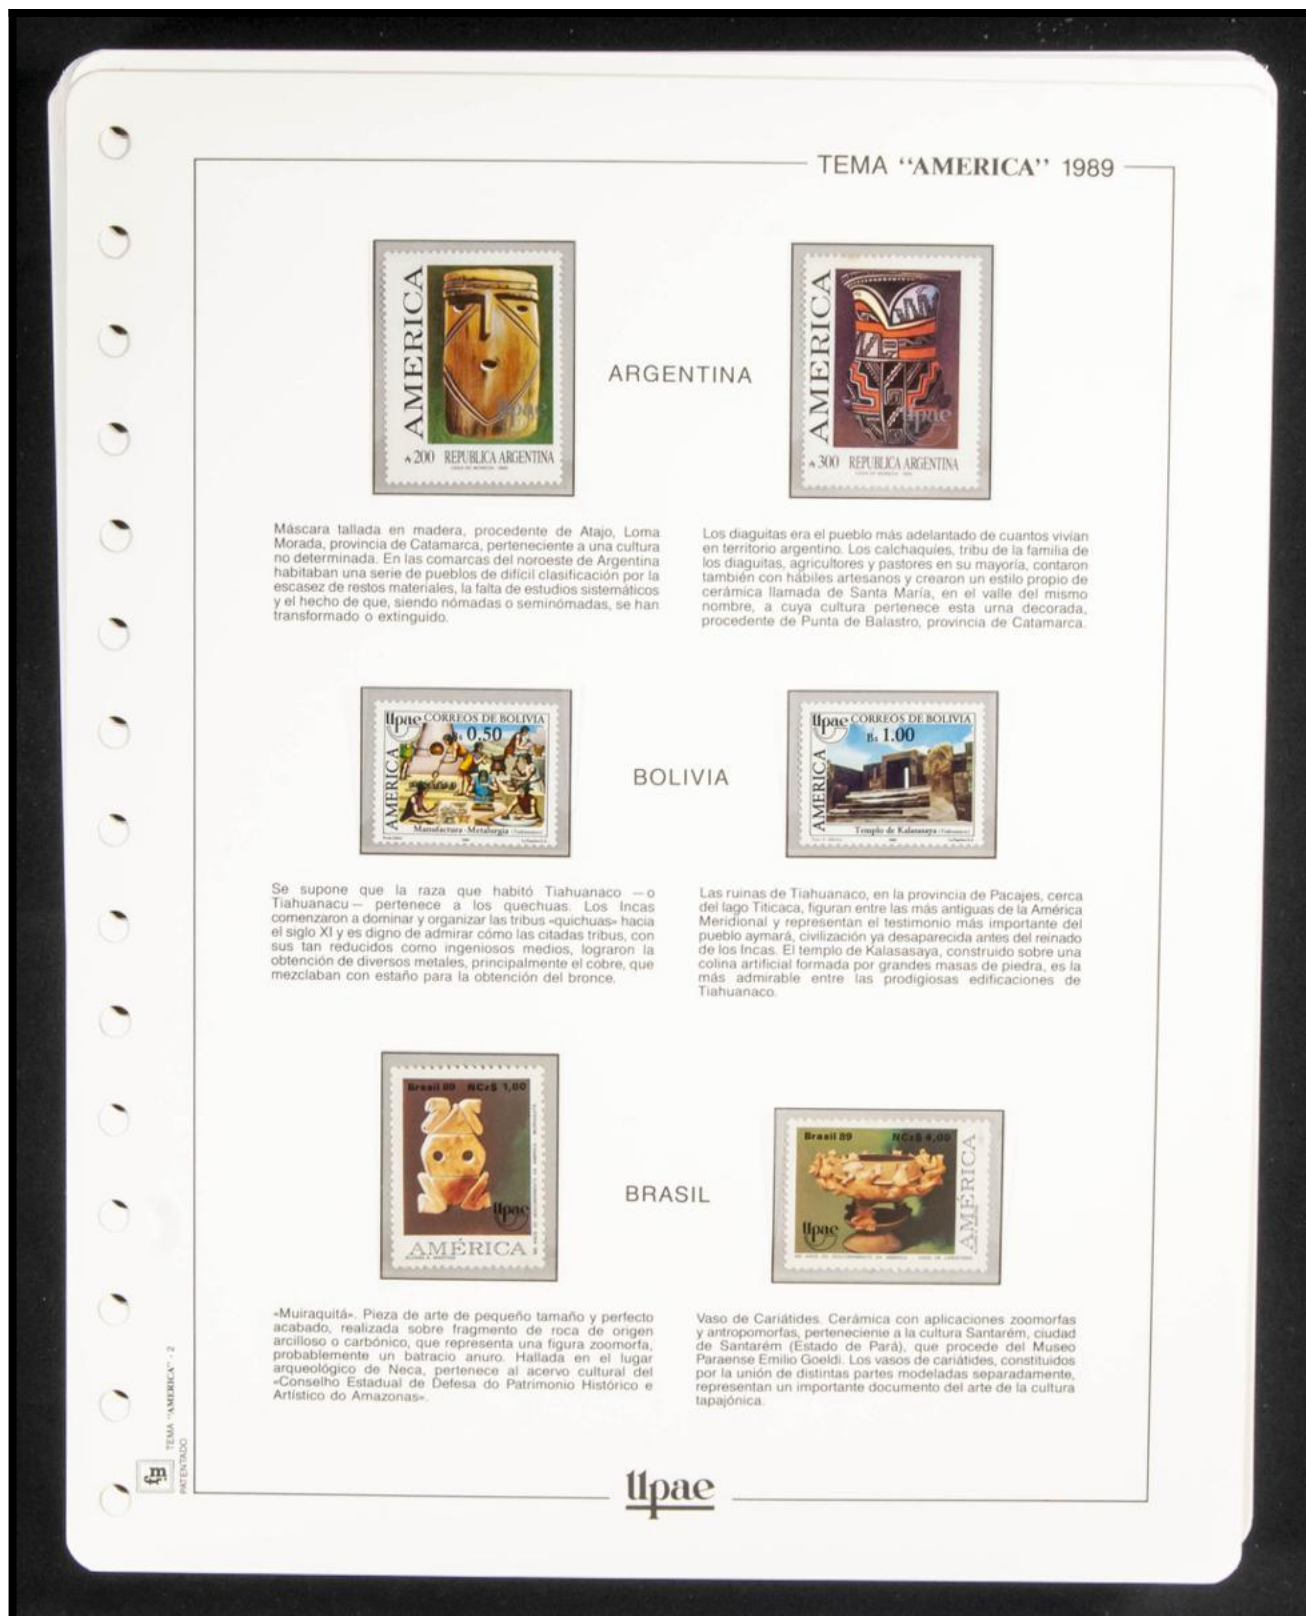 TEMA “AMERICA” 1989
AMERICA
upae
₳200 REPUBLICA ARGENTINA
ARGENTINA
AMERICA
upae
₳300 REPUBLICA ARGENTINA
Máscara tallada en madera, procedente de Atajo, Loma
Morada, provincia de Catamarca, perteneciente a una cultura
no determinada. En las comarcas del noroeste de Argentina
habitaban una serie de pueblos de difícil clasificación por la
escasez de restos materiales, la falta de estudios sistemáticos
y el hecho de que, siendo nómadas o seminómadas, se han
transformado o extinguido.
Los diaguitas era el pueblo más adelantado de cuantos vivían
en territorio argentino. Los calchaquíes, tribu de la familia de
los diaguitas, agricultores y pastores en su mayoría, contaron
también con hábiles artesanos y crearon un estilo propio de
cerámica llamada de Santa María, en el valle del mismo
nombre, a cuya cultura pertenece esta urna decorada,
procedente de Punta de Balastro, provincia de Catamarca.
upae CORREOS DE BOLIVIA
Bs 0.50
AMERICA
Manufactura-Metalurgia (Tiahuanaco)
BOLIVIA
upae CORREOS DE BOLIVIA
Bs 1.00
AMERICA
Templo de Kalasasaya (Tiahuanaco)
Se supone que la raza que habitó Tiahuanaco —o
Tiahuanacu— pertenece a los quechuas. Los Incas
comenzaron a dominar y organizar las tribus «quichuas» hacia
el siglo XI y es digno de admirar cómo las citadas tribus, con
sus tan reducidos como ingeniosos medios, lograron la
obtención de diversos metales, principalmente el cobre, que
mezclaban con estaño para la obtención del bronce.
Las ruinas de Tiahuanaco, en la provincia de Pacajes, cerca
del lago Titicaca, figuran entre las más antiguas de la América
Meridional y representan el testimonio más importante del
pueblo aymará, civilización ya desaparecida antes del reinado
de los Incas. El templo de Kalasasaya, construido sobre una
colina artificial formada por grandes masas de piedra, es la
más admirable entre las prodigiosas edificaciones de
Tiahuanaco.
Brasil 89 NCz$ 1,00
upae
AMÉRICA
BRASIL
Brasil 89 NCz$ 4,00
upae
AMÉRICA
«Muiraquitá». Pieza de arte de pequeño tamaño y perfecto
acabado, realizada sobre fragmento de roca de origen
arcilloso o carbónico, que representa una figura zoomorfa,
probablemente un batracio anuro. Hallada en el lugar
arqueológico de Neca, pertenece al acervo cultural del
«Conselho Estadual de Defesa do Patrimonio Histórico e
Artístico do Amazonas».
Vaso de Cariátides. Cerámica con aplicaciones zoomorfas
y antropomorfas, perteneciente a la cultura Santarém, ciudad
de Santarém (Estado de Pará), que procede del Museo
Paraense Emilio Goeldi. Los vasos de cariátides, constituidos
por la unión de distintas partes modeladas separadamente,
representan un importante documento del arte de la cultura
tapajónica.
TEMA “AMERICA” - 2
PATENTADO
upae